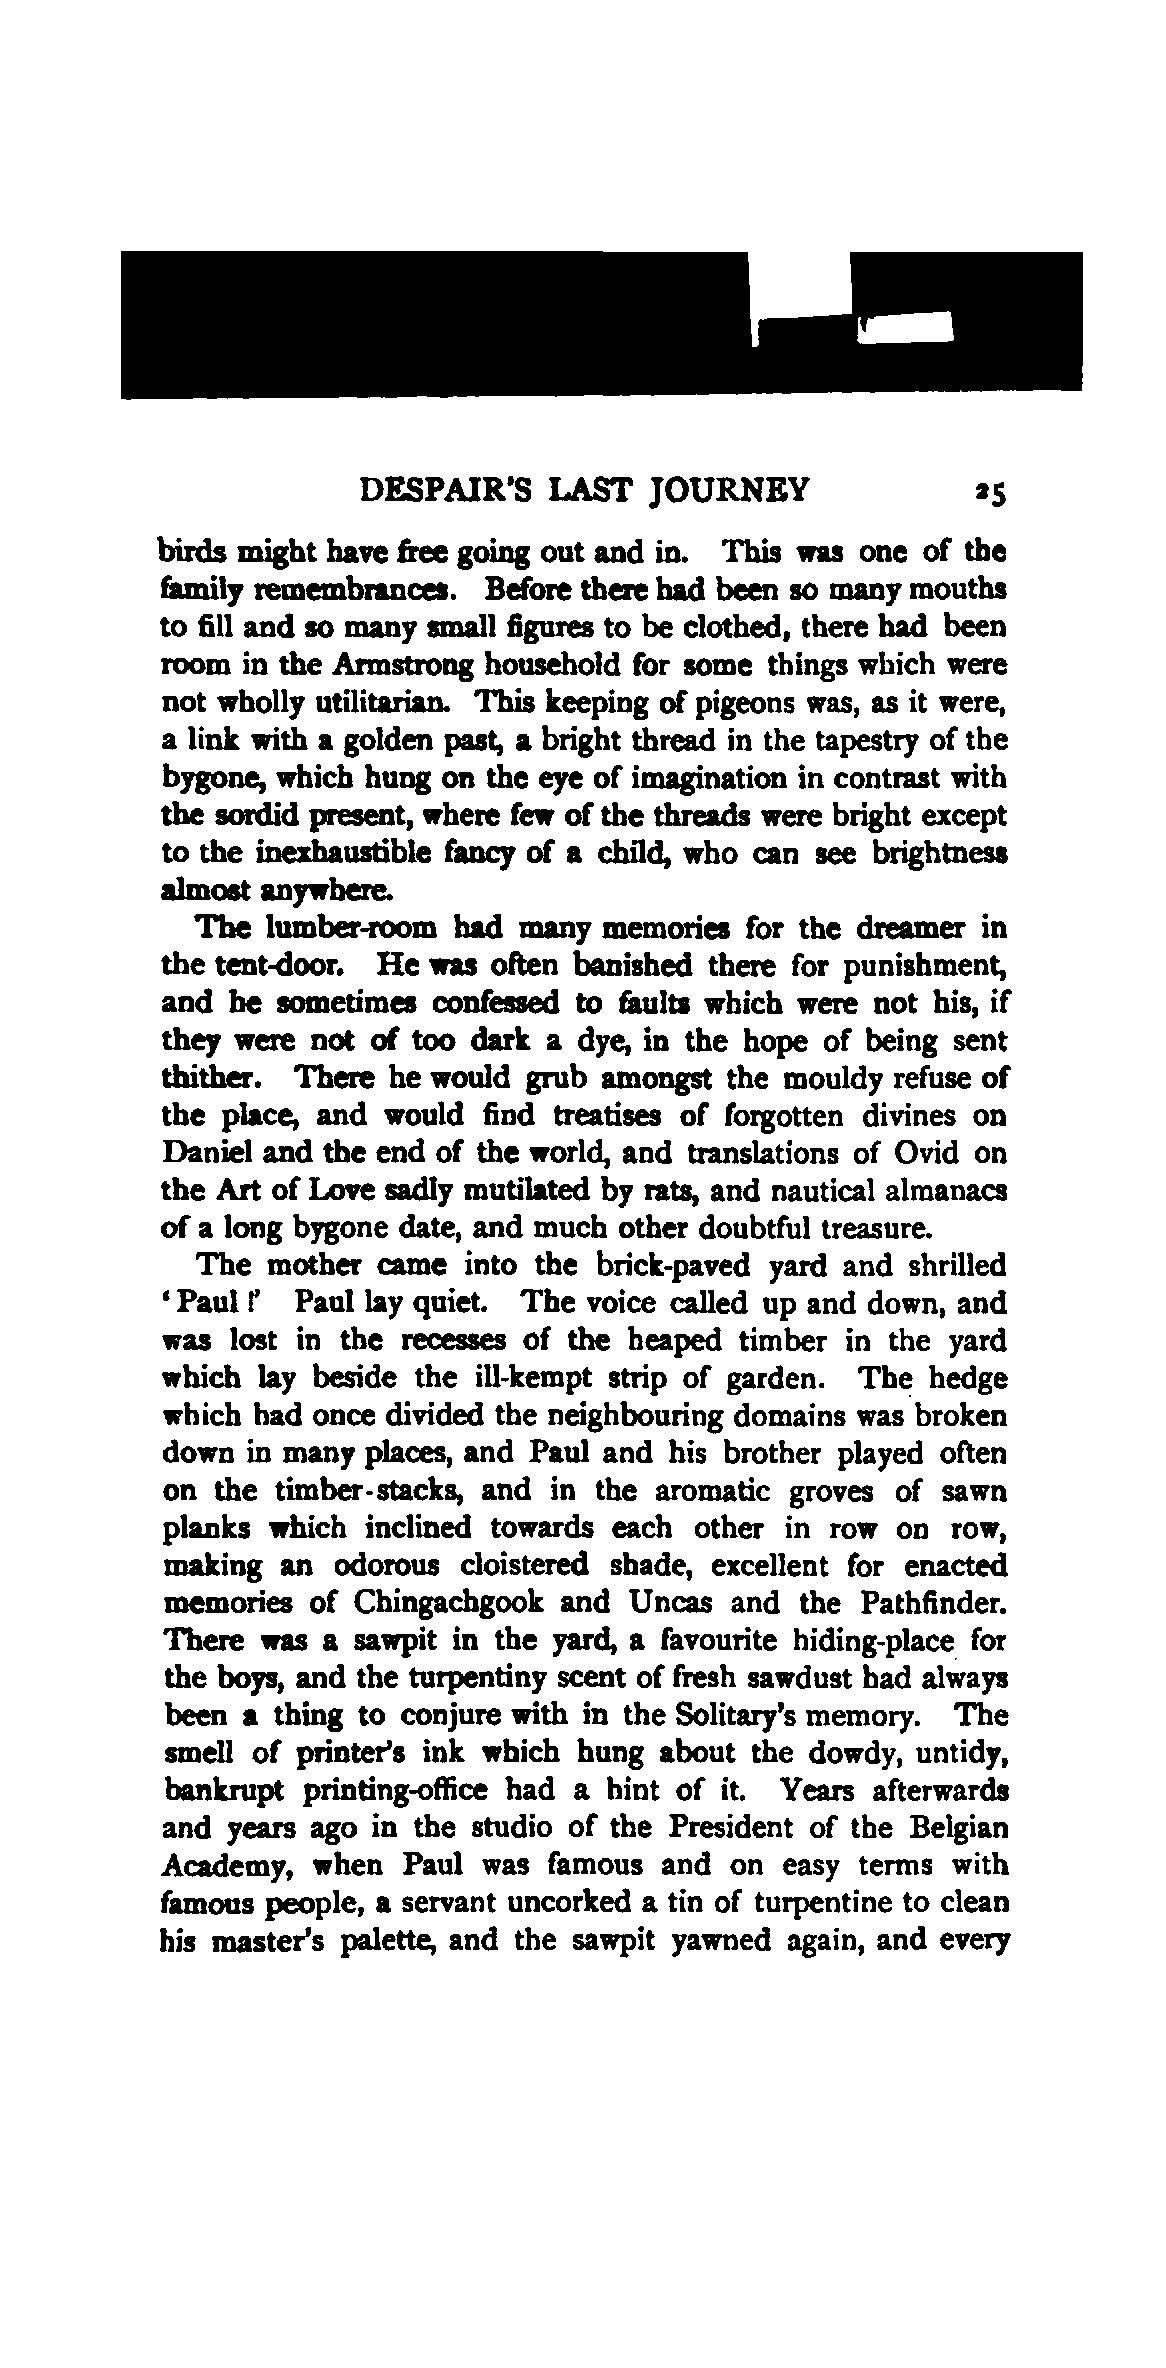 DESPAIR'S LAST JOURNEY 25
birds might have free going out and in. This was one of the
family remembrances. Before there had been so many mouths
to fill and so many small figures to be clothed, there had been
room in the Armstrong household for some things which were
not wholly utilitarian. This keeping of pigeons was, as it were,
a link with a golden past, a bright thread in the tapestry of the
bygone, which hung on the eye of imagination in contrast with
the sordid present, where few of the threads were bright except
to the inexhaustible fancy of a child, who can see brightness
almost anywhere.
The lumber-room had many memories for the dreamer in
the tent-door. He was often banished there for punishment,
and he sometimes confessed to faults which were not his, if
they were not of too dark a dye, in the hope of being sent
thither. There he would grub amongst the mouldy refuse of
the place, and would find treatises of forgotten divines on
Daniel and the end of the world, and translations of Ovid on
the Art of Love sadly mutilated by rats, and nautical almanacs
of a long bygone date, and much other doubtful treasure.
The mother came into the brick-paved yard and shrilled
‘Paul!’ Paul lay quiet. The voice called up and down, and
was lost in the recesses of the heaped timber in the yard
which lay beside the ill-kempt strip of garden. The hedge
which had once divided the neighbouring domains was broken
down in many places, and Paul and his brother played often
on the timber-stacks, and in the aromatic groves of sawn
planks which inclined towards each other in row on row,
making an odorous cloistered shade, excellent for enacted
memories of Chingachgook and Uncas and the Pathfinder.
There was a sawpit in the yard, a favourite hiding-place for
the boys, and the turpentiny scent of fresh sawdust had always
been a thing to conjure with in the Solitary's memory. The
smell of printer's ink which hung about the dowdy, untidy,
bankrupt printing-office had a hint of it. Years afterwards
and years ago in the studio of the President of the Belgian
Academy, when Paul was famous and on easy terms with
famous people, a servant uncorked a tin of turpentine to clean
his master's palette, and the sawpit yawned again, and every